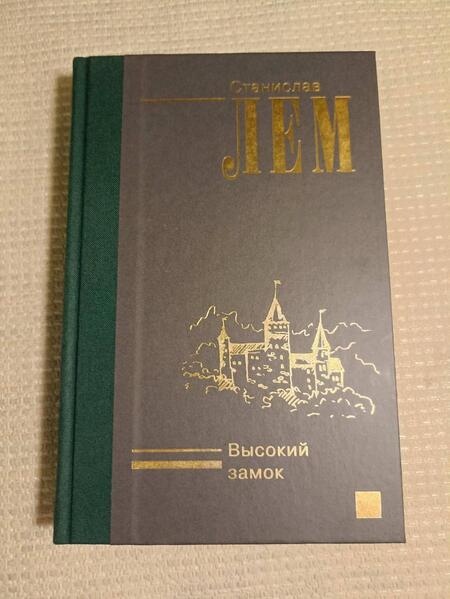 Станислав
ЛЕМ
Высокий
замок